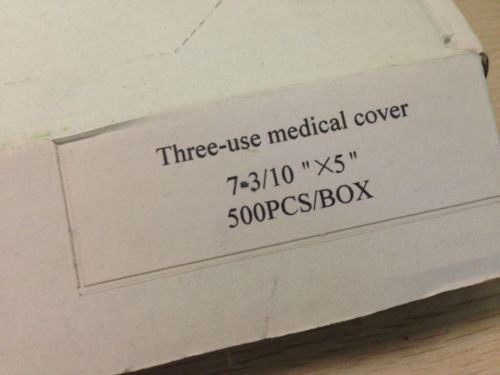 Three-use medical cover
7-3/10 "×5"
500PCS/BOX